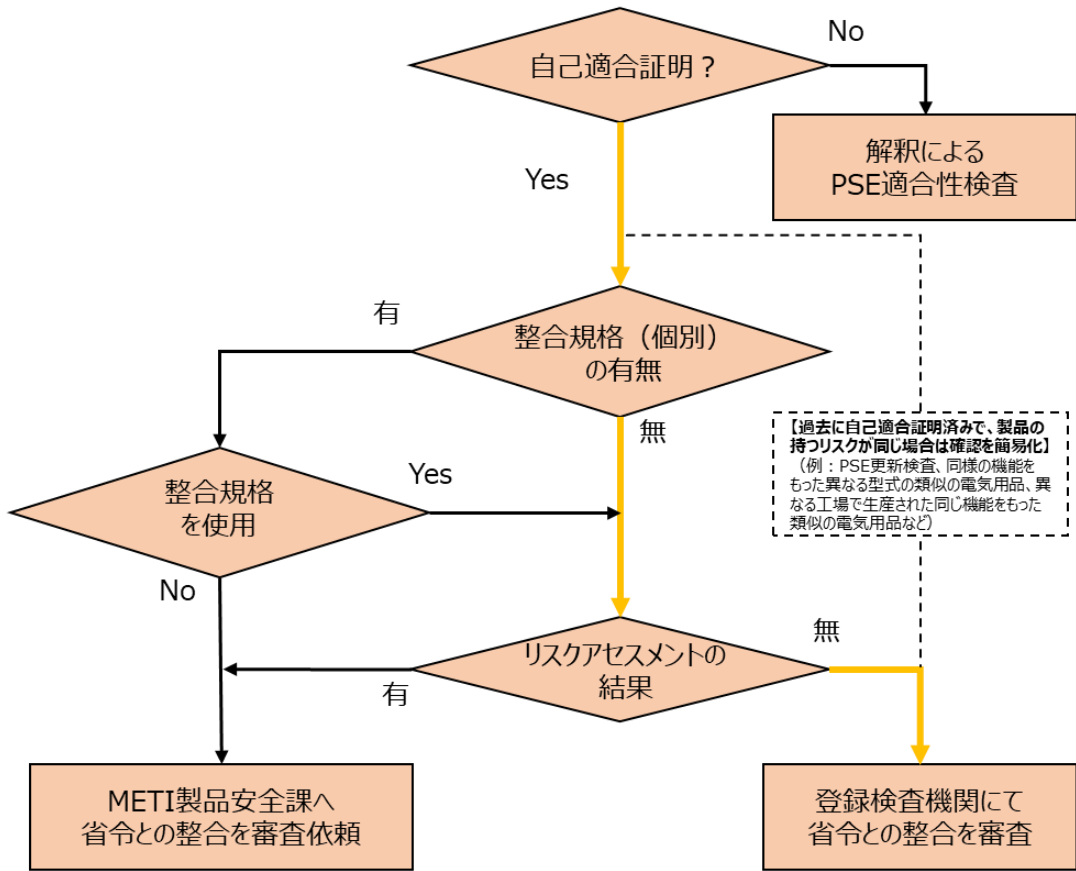 自己適合証明？
No
解釈による
PSE適合性検査
Yes
有
整合規格（個別）
の有無
無
【過去に自己適合証明済みで、製品の
持つリスクが同じ場合は確認を簡易化】
（例：PSE更新検査、同様の機能を
もった異なる型式の類似の電気用品、異
なる工場で生産された同じ機能をもった
類似の電気用品など）
整合規格
を使用
Yes
No
リスクアセスメントの
結果
無
有
METI製品安全課へ
省令との整合を審査依頼
登録検査機関にて
省令との整合を審査